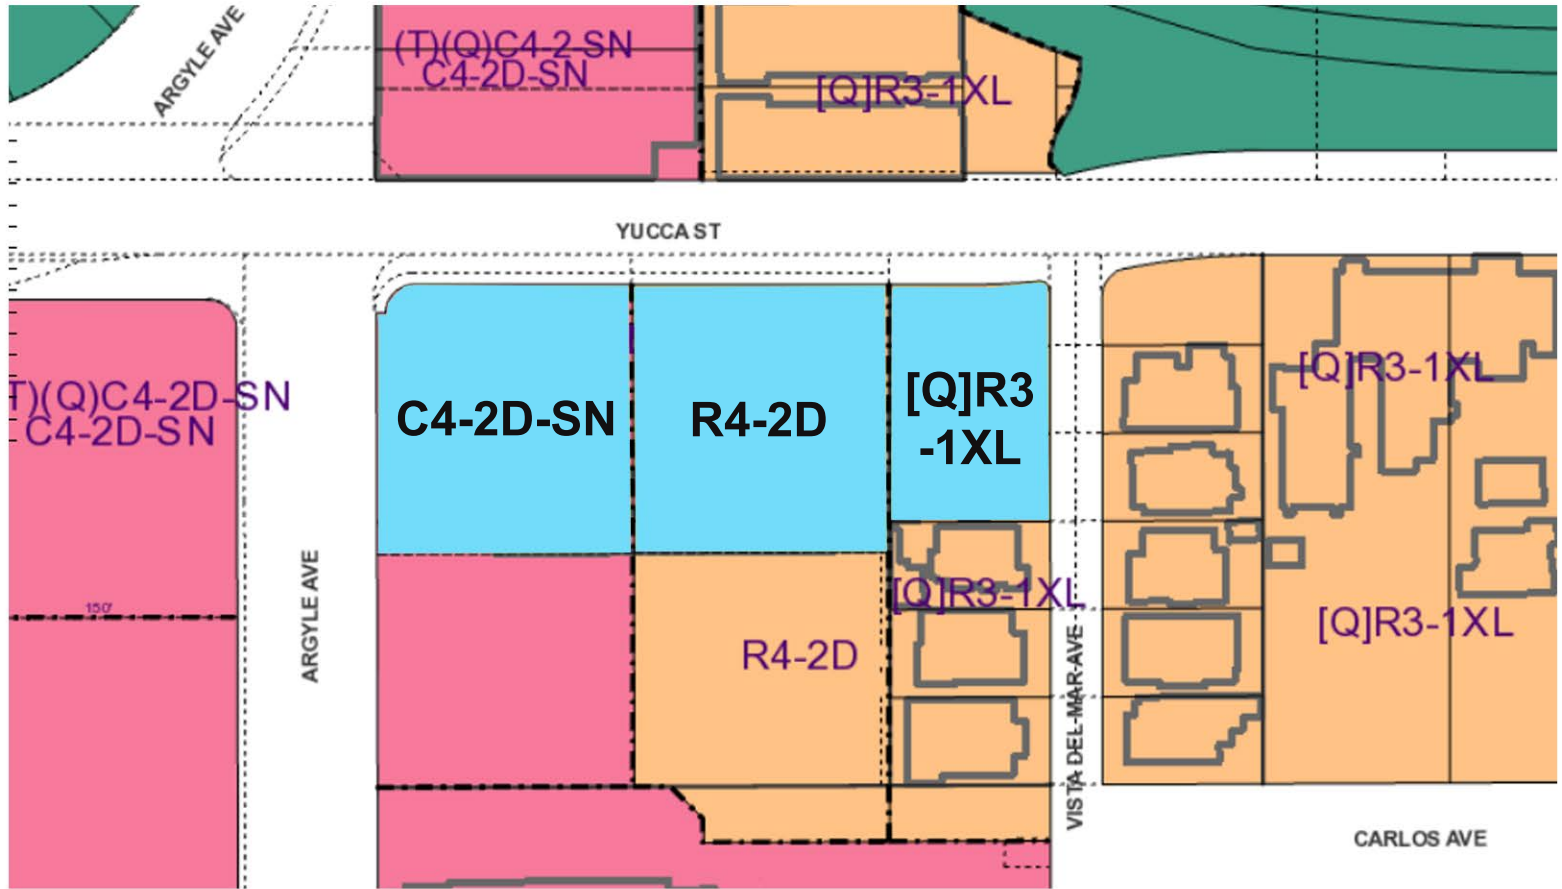 ARGYLE AVE
(T)(Q)C4-2-SN
C4-2D-SN
[Q]R3-1XL
YUCCA ST
T)(Q)C4-2D-SN
C4-2D-SN
C4-2D-SN
R4-2D
[Q]R3
-1XL
[Q]R3-1XL
150'
ARGYLE AVE
[Q]R3-1XL
R4-2D
VISTA DEL MAR AVE
[Q]R3-1XL
CARLOS AVE